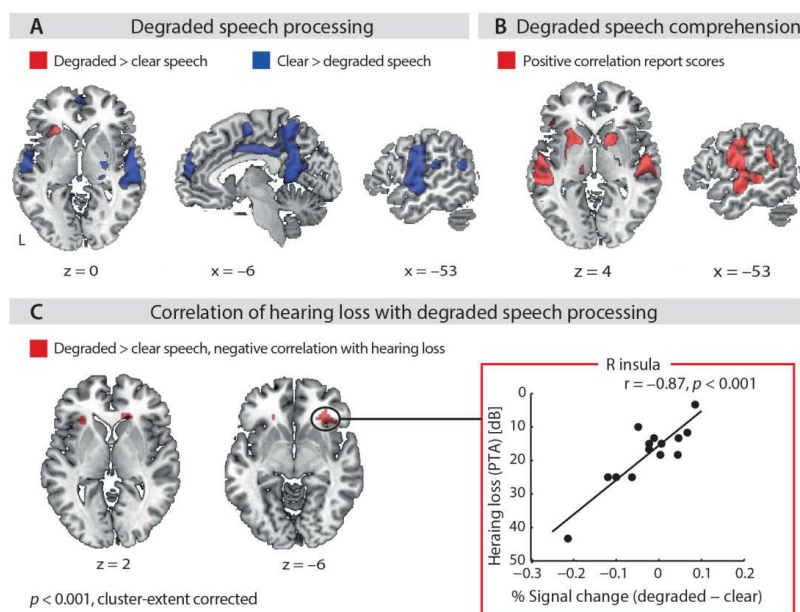 A Degraded speech processing
B Degraded speech comprehension
Degraded > clear speech
Clear > degraded speech
Positive correlation report scores
L
z = 0
x = –6
x = –53
z = 4
x = –53
C Correlation of hearing loss with degraded speech processing
Degraded > clear speech, negative correlation with hearing loss
z = 2
z = –6
p < 0.001, cluster-extent corrected
R insula
r = –0.87, p < 0.001
Heraing loss (PTA) [dB]
0
10
20
30
40
50
–0.3 –0.2 –0.1 0 0.1 0.2
% Signal change (degraded – clear)